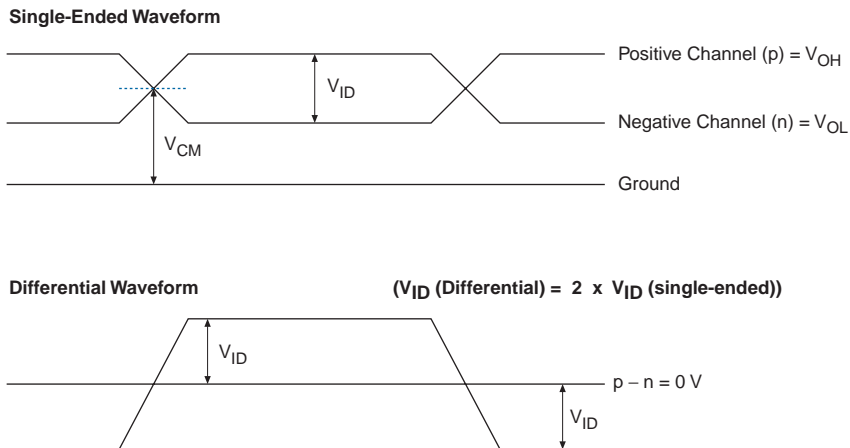 Single-Ended Waveform
Positive Channel (p) = VOH
VID
Negative Channel (n) = VOL
VCM
Ground
Differential Waveform
(VID (Differential) = 2 x VID (single-ended))
VID
p − n = 0 V
VID